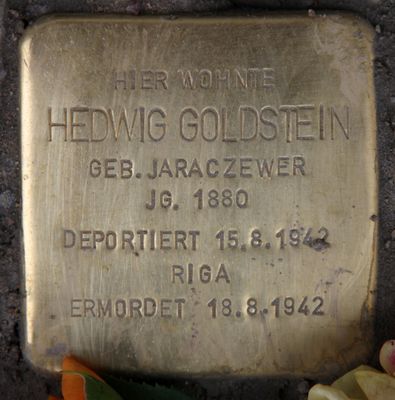 HIER WOHNTE
HEDWIG GOLDSTEIN
GEB. JARACZEWER
JG. 1880
DEPORTIERT 15.8.1942
RIGA
ERMORDET 18.8.1942